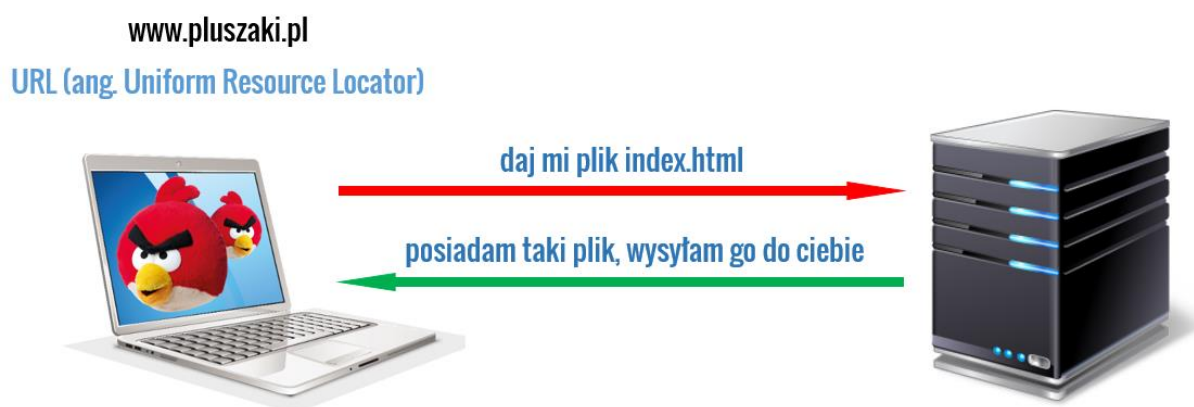 www.pluszaki.pl
URL (ang. Uniform Resource Locator)
daj mi plik index.html
posiadam taki plik, wysyłam go do ciebie